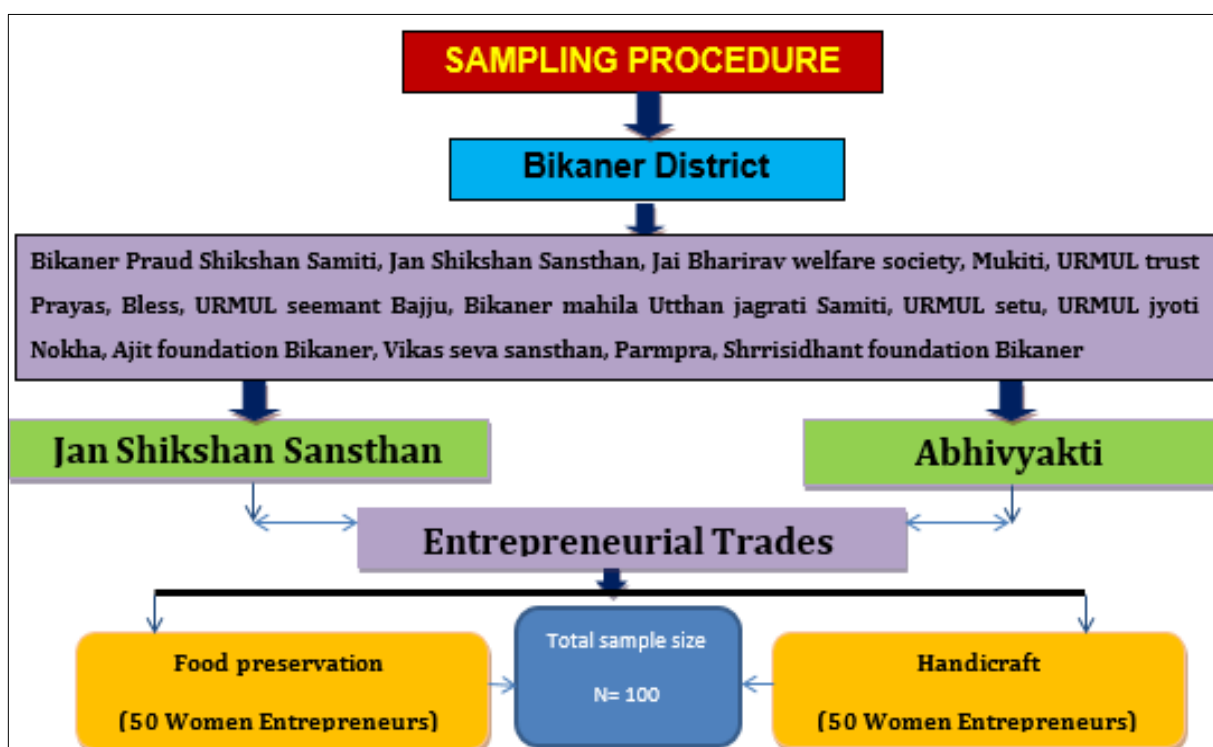 SAMPLING PROCEDURE
Bikaner District
Bikaner Praud Shikshan Samiti, Jan Shikshan Sansthan, Jai Bharirav welfare society, Mukiti, URMUL trust
Prayas, Bless, URMUL seemant Bajju, Bikaner mahila Utthan jagrati Samiti, URMUL setu, URMUL jyoti
Nokha, Ajit foundation Bikaner, Vikas seva sansthan, Parmpra, Shrrisidhant foundation Bikaner
Jan Shikshan Sansthan
Abhivyakti
Entrepreneurial Trades
Food preservation
(50 Women Entrepreneurs)
Total sample size
N= 100
Handicraft
(50 Women Entrepreneurs)